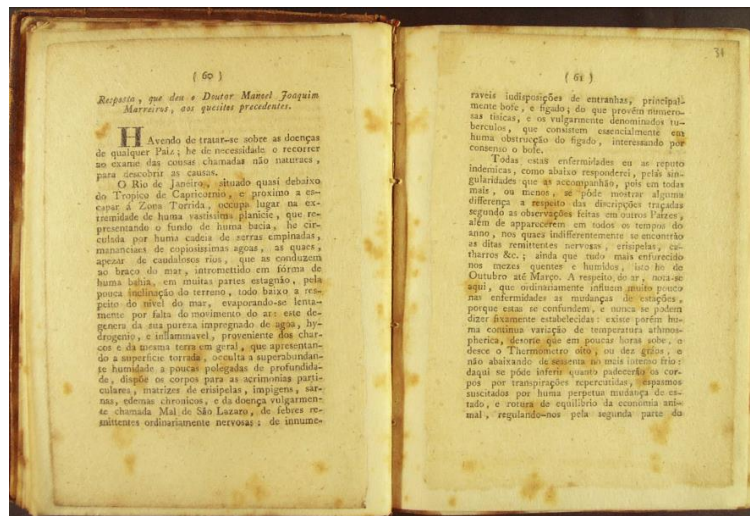 ( 60 )
Resposta, que deu o Doutor Manoel Joaquim
Marreiros, aos quesitos precedentes.
HAvendo de tratar-se sobre as doenças
de qualquer Paiz; he de necessidade o recorrer
ao exame das cousas chamadas não naturaes,
para descobrir as causas.
O Rio de Janeiro, situado quasi debaixo
do Tropico de Capricornio, e proximo a es-
capar á Zona Torrida, occupa lugar na ex-
tremidade de huma vastissima planicie, que re-
presentando o fundo de huma bacia, he cir-
culada por huma cadeia de serras empinadas,
mananciaes de copiosissimas agoas, as quaes,
apezar de caudalosos rios, que as conduzem
ao braço do mar, intromettido em fórma de
huma bahia, em muitas partes estagnão, pela
pouca inclinação do terreno, todo baixo a res-
peito do nivel do mar, evaporando-se lenta-
mente por falta do movimento do ar: este de-
genera da sua pureza impregnado de agoa, hy-
drogenio, e inflammavel, proveniente dos char-
cos e da mesma terra em geral, que apresentan-
do a superficie torrada, occulta a superabundan-
te humidade a poucas polegadas de profundida-
de, dispõe os corpos para as acrimonias parti-
culares, matrizes de erisipelas, impigens, sar-
nas, edemas chronicos, e da doença vulgarmen-
te chamada Mal de São Lazaro, de febres re-
mittentes ordinariamente nervosas: de innume-
31
( 61 )
raveis indisposições de entranhas, principal-
mente bofe, e figado; do que provém numero-
sas tisicas, e os vulgarmente denominados tu-
berculos, que consistem essencialmente em
huma obstrucção do figado, interessando por
consenso o bofe.
Todas estas enfermidades eu as reputo
indemicas, como abaixo responderei, pelas sin-
gularidades que as accompanhão, pois em todas
mais, ou menos, se póde mostrar alguma
differença a respeito das discripções traçadas
segundo as observações feitas em outros Paizes,
além de apparecerem em todos os tempos do
anno, nos quaes indifferentemente se encontrão
as ditas remittentes nervosas, erisipelas, ca-
tharros &c.; ainda que tudo mais enfurecido
nos mezes quentes e humidos, isto he de
Outubro até Março. A respeito do ar, nota-se
aqui, que ordinariamente influem muito pouco
nas enfermidades as mudanças de estações,
porque estas se confundem, e nunca se podem
dizer fixamente estabelecidas: existe porém hu-
ma continua variação de temperatura athmos-
pherica, desorte que em poucas horas sobe, e
desce o Thermometro oito, ou dez gráos, e
não abaixando de sessenta no mais intenso frio:
daqui se póde inferir quanto padecerão os cor-
pos por transpirações repercutidas, espasmos
suscitados por huma perpetua mudança de es-
tado, e rotura de equilibrio da economia ani-
mal, regulando-nos pela segunda parte do